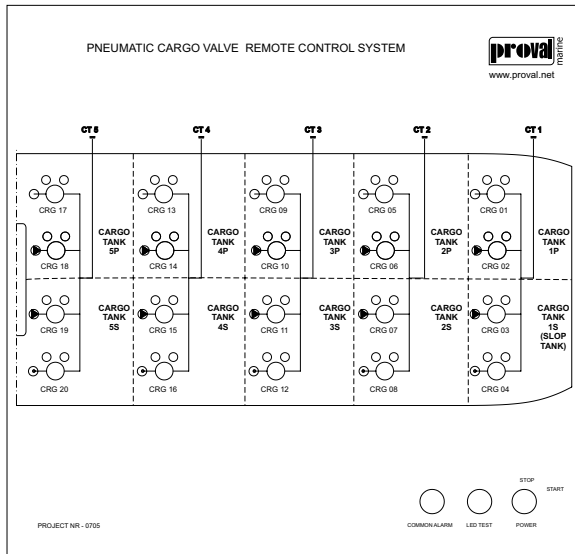 PNEUMATIC CARGO VALVE REMOTE CONTROL SYSTEM
proval
marine
www.proval.net
CT 5
CT 4
CT 3
CT 2
CT 1
CRG 17
CRG 13
CRG 09
CRG 05
CRG 01
CARGO
TANK
5P
CARGO
TANK
4P
CARGO
TANK
3P
CARGO
TANK
2P
CARGO
TANK
1P
CRG 18
CRG 14
CRG 10
CRG 06
CRG 02
CARGO
TANK
5S
CARGO
TANK
4S
CARGO
TANK
3S
CARGO
TANK
2S
CARGO
TANK
1S
(SLOP
TANK)
CRG 19
CRG 15
CRG 11
CRG 07
CRG 03
CRG 20
CRG 16
CRG 12
CRG 08
CRG 04
STOP
START
PROJECT NR - 0705
COMMON ALARM
LED TEST
POWER